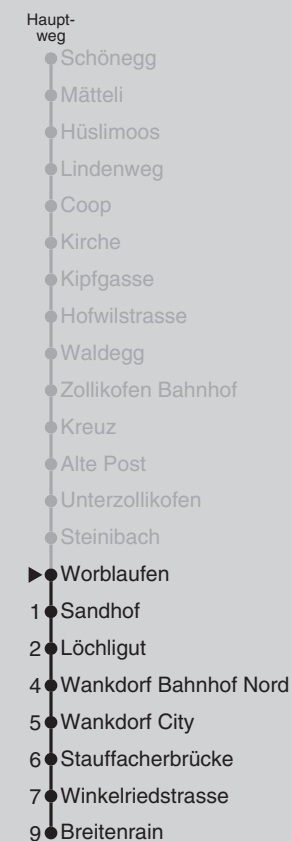 Haupt-
weg
Schönegg
Mätteli
Hüslimoos
Lindenweg
Coop
Kirche
Kipfgasse
Hofwilstrasse
Waldegg
Zollikofen Bahnhof
Kreuz
Alte Post
Unterzollikofen
Steinibach
Worblaufen
1 Sandhof
2 Löchligut
4 Wankdorf Bahnhof Nord
5 Wankdorf City
6 Stauffacherbrücke
7 Winkelriedstrasse
9 Breitenrain